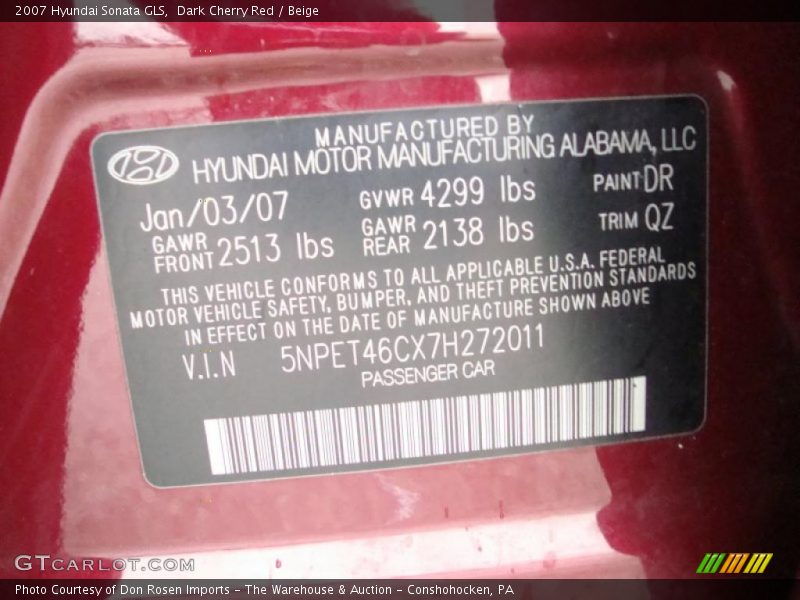 2007 Hyundai Sonata GLS, Dark Cherry Red / Beige
MANUFACTURED BY
HYUNDAI MOTOR MANUFACTURING ALABAMA, LLC
Jan/03/07 GVWR 4299 lbs PAINT DR
GAWR FRONT 2513 lbs GAWR REAR 2138 lbs TRIM QZ
THIS VEHICLE CONFORMS TO ALL APPLICABLE U.S.A. FEDERAL
MOTOR VEHICLE SAFETY, BUMPER, AND THEFT PREVENTION STANDARDS
IN EFFECT ON THE DATE OF MANUFACTURE SHOWN ABOVE
V.I.N 5NPET46CX7H272011
PASSENGER CAR
GTCARLOT.COM
Photo Courtesy of Don Rosen Imports - The Warehouse & Auction - Conshohocken, PA